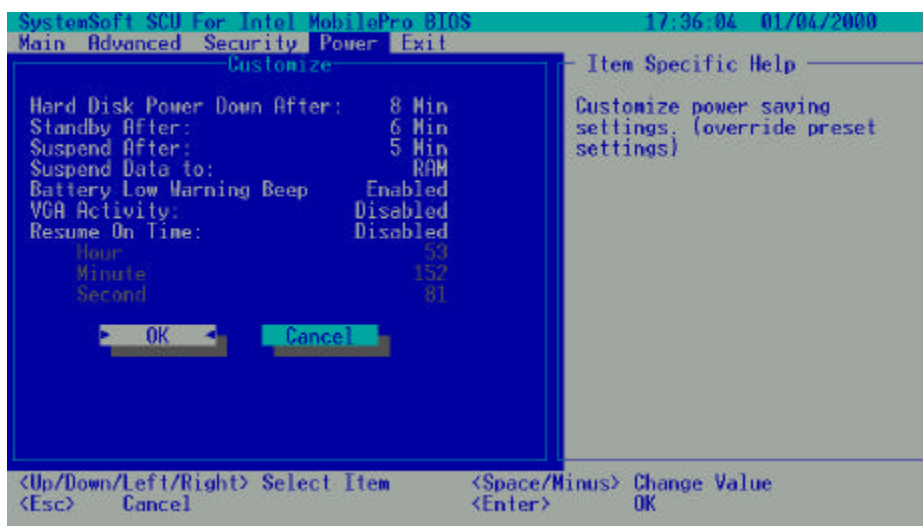 SystemSoft SCU For Intel MobilePro BIOS 17:36:04 01/04/2000
Main Advanced Security Power Exit
Customize
Hard Disk Power Down After: 8 Min
Standby After: 6 Min
Suspend After: 5 Min
Suspend Data to: RAM
Battery Low Warning Beep Enabled
VGA Activity: Disabled
Resume On Time: Disabled
Hour 53
Minute 152
Second 81
OK Cancel
Item Specific Help
Customize power saving
settings. (override preset
settings)
<Up/Down/Left/Right> Select Item <Space/Minus> Change Value
<Esc> Cancel <Enter> OK